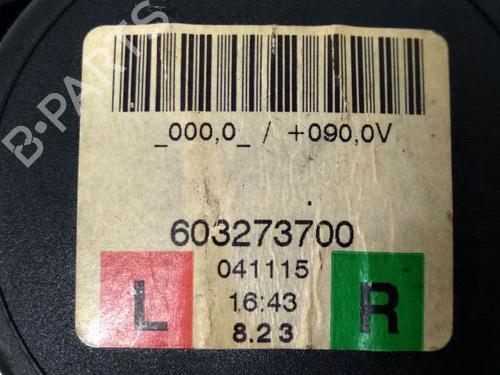 _000,0_ / +090,0V
603273700
041115
L
16:43
R
8.23
B-PARTS